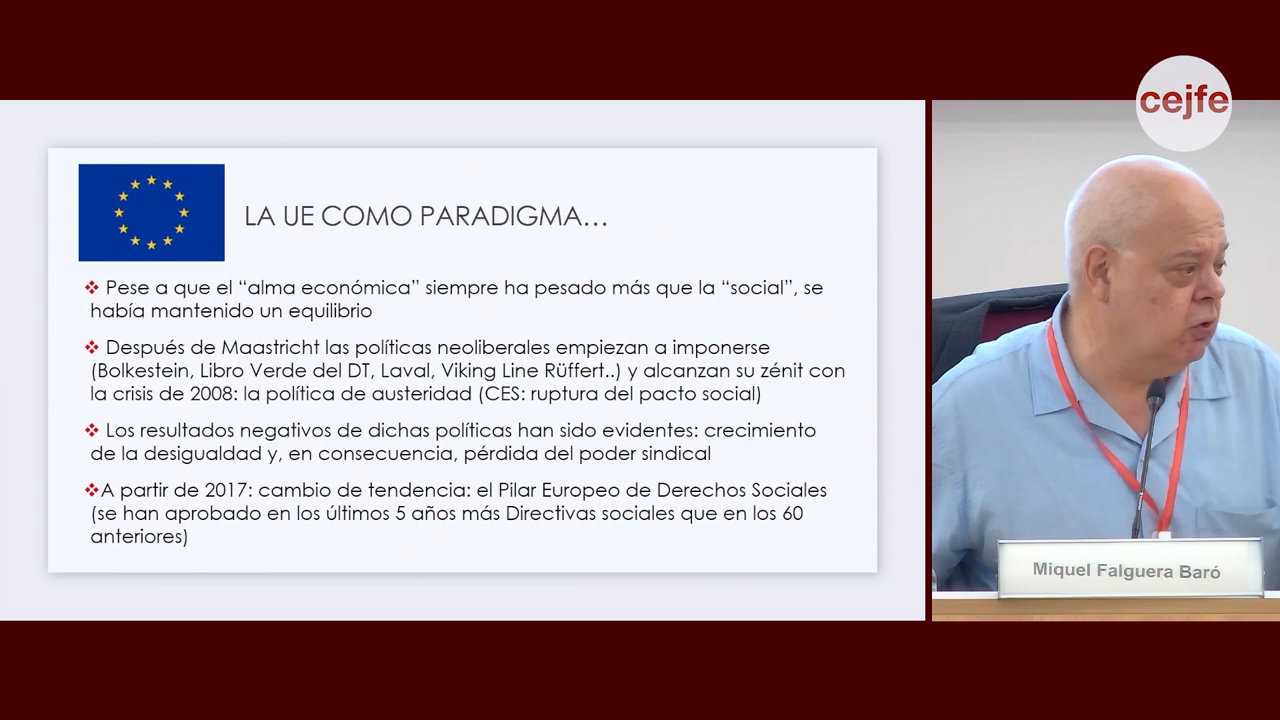 cejfe
LA UE COMO PARADIGMA...
❖ Pese a que el “alma económica” siempre ha pesado más que la “social”, se
había mantenido un equilibrio
❖ Después de Maastricht las políticas neoliberales empiezan a imponerse
(Bolkestein, Libro Verde del DT, Laval, Viking Line Rüffert..) y alcanzan su zénit con
la crisis de 2008: la política de austeridad (CES: ruptura del pacto social)
❖ Los resultados negativos de dichas políticas han sido evidentes: crecimiento
de la desigualdad y, en consecuencia, pérdida del poder sindical
❖A partir de 2017: cambio de tendencia: el Pilar Europeo de Derechos Sociales
(se han aprobado en los últimos 5 años más Directivas sociales que en los 60
anteriores)
Miquel Falguera Baró